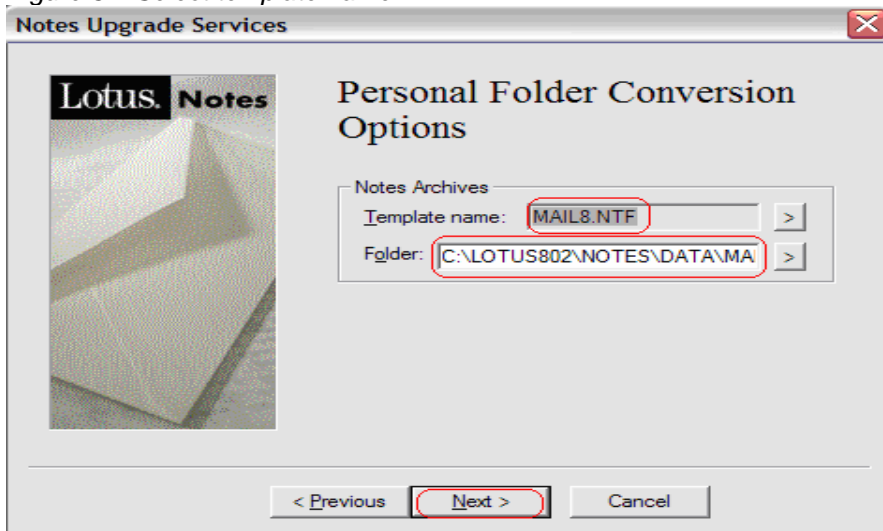 Notes Upgrade Services
Lotus. Notes
Personal Folder Conversion
Options
Notes Archives
Template name: MAIL8.NTF >
Folder: C:\LOTUS802\NOTES\DATA\MA >
< Previous Next > Cancel